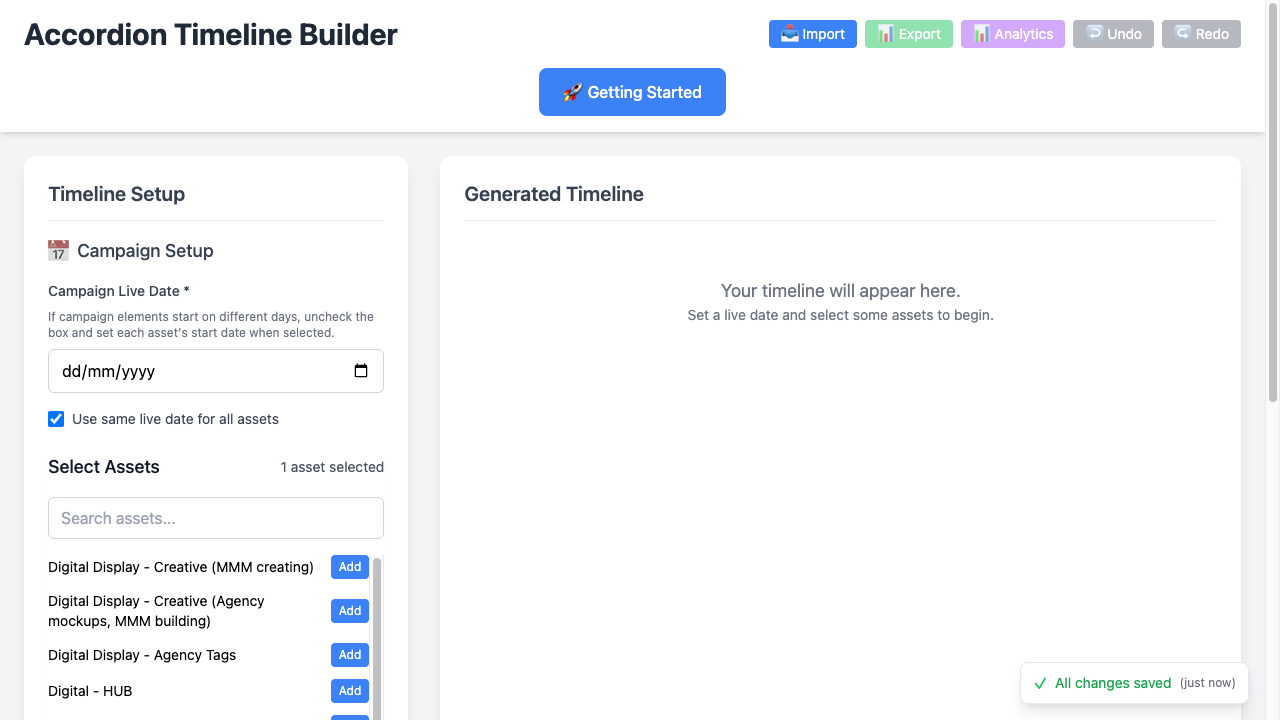 Accordion Timeline Builder
📥 Import
📊 Export
📊 Analytics
↩️ Undo
↪️ Redo
🚀 Getting Started
Timeline Setup
📅 Campaign Setup
Campaign Live Date *
If campaign elements start on different days, uncheck the
box and set each asset's start date when selected.
dd/mm/yyyy
Use same live date for all assets
Select Assets
1 asset selected
Search assets...
Digital Display - Creative (MMM creating)
Add
Digital Display - Creative (Agency
mockups, MMM building)
Add
Digital Display - Agency Tags
Add
Digital - HUB
Add
Generated Timeline
Your timeline will appear here.
Set a live date and select some assets to begin.
✓ All changes saved (just now)